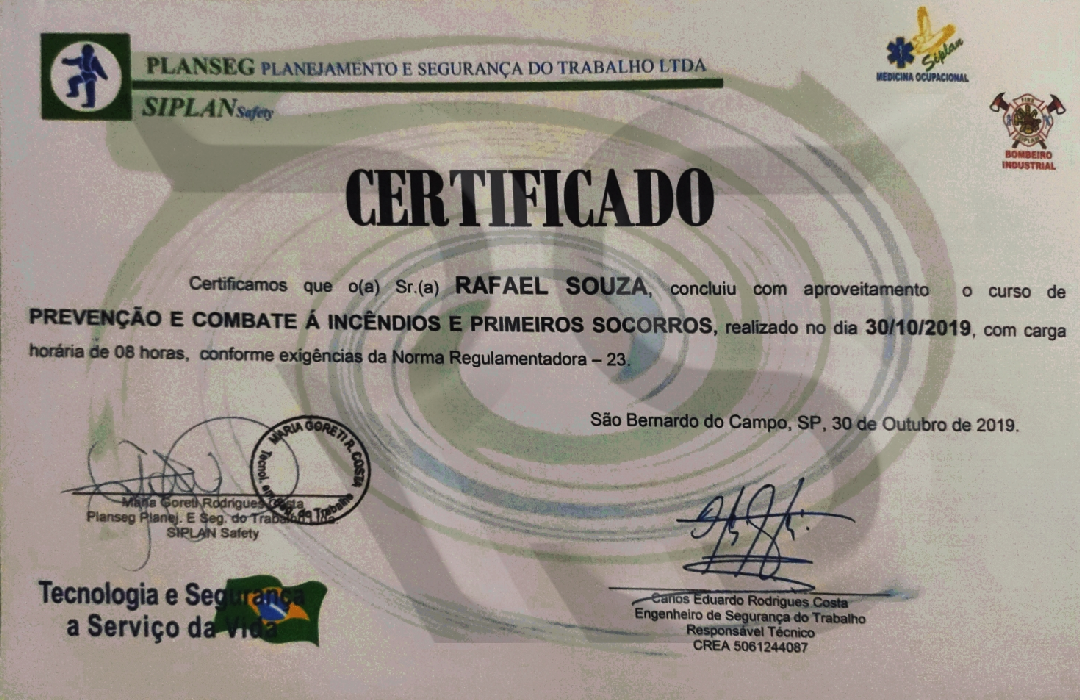 PLANSEG PLANEJAMENTO E SEGURANÇA DO TRABALHO LTDA
SIPLAN Safety
Siplan
MEDICINA OCUPACIONAL
BOMBEIRO
INDUSTRIAL
CERTIFICADO
Certificamos que o(a) Sr.(a) RAFAEL SOUZA, concluiu com aproveitamento o curso de
PREVENÇÃO E COMBATE Á INCÊNDIOS E PRIMEIROS SOCORROS, realizado no dia 30/10/2019, com carga
horária de 08 horas, conforme exigências da Norma Regulamentadora – 23.
São Bernardo do Campo, SP, 30 de Outubro de 2019.
MARIA GORETI R. COSTA
Tecnol. em Seg. do Trabalho
Maria Goreti Rodrigues Costa
Planseg Planej. E Seg. do Trabalho
SIPLAN Safety
Tecnologia e Segurança
a Serviço da Vida
Carlos Eduardo Rodrigues Costa
Engenheiro de Segurança do Trabalho
Responsável Técnico
CREA 5061244087